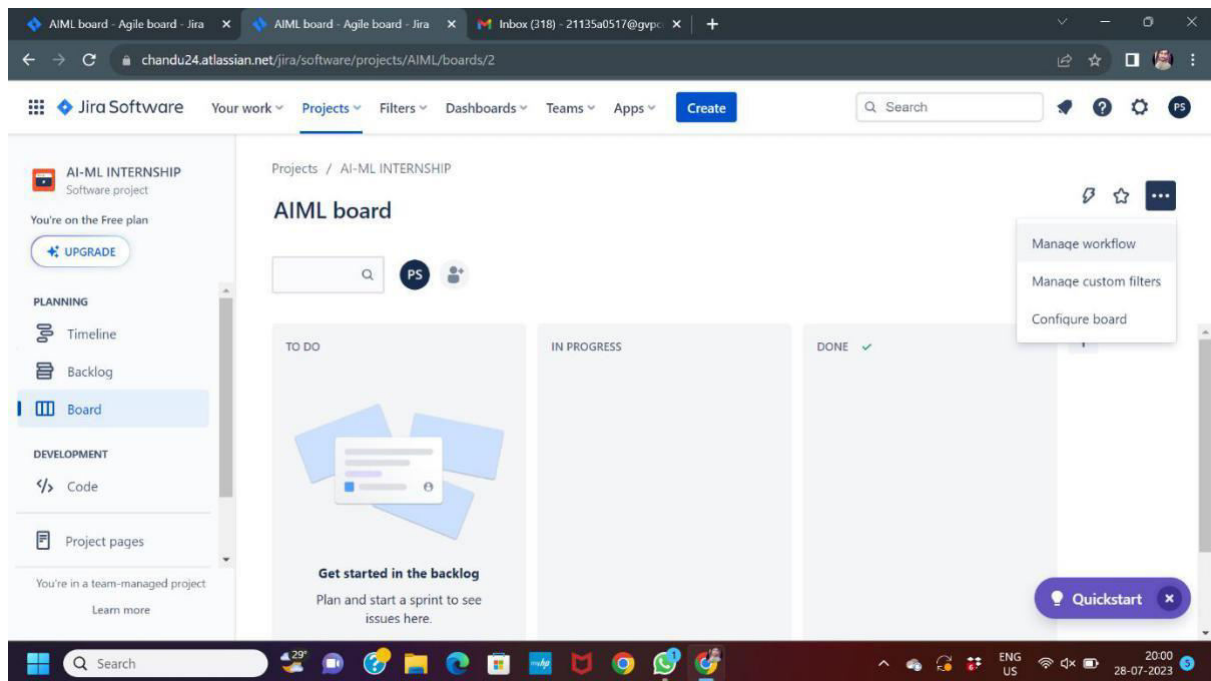 AIML board - Agile board - Jira
AIML board - Agile board - Jira
Inbox (318) - 21135a0517@gvpc
chandu24.atlassian.net/jira/software/projects/AIML/boards/2
Jira Software Your work Projects Filters Dashboards Teams Apps Create Search PS
AI-ML INTERNSHIP
Software project
You're on the Free plan
UPGRADE
PLANNING
Timeline
Backlog
Board
DEVELOPMENT
Code
Project pages
You're in a team-managed project
Learn more
Projects / AI-ML INTERNSHIP
AIML board
PS
Manage workflow
Manage custom filters
Configure board
TO DO
IN PROGRESS
DONE
Get started in the backlog
Plan and start a sprint to see
issues here.
Quickstart
Search
29°
ENG
US
20:00
28-07-2023
5